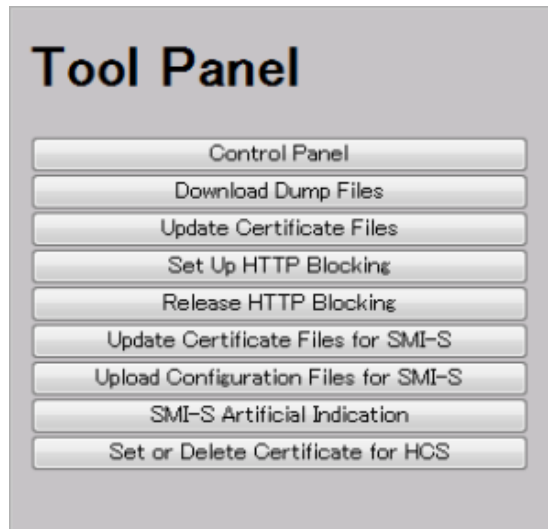 Tool Panel
Control Panel
Download Dump Files
Update Certificate Files
Set Up HTTP Blocking
Release HTTP Blocking
Update Certificate Files for SMI-S
Upload Configuration Files for SMI-S
SMI-S Artificial Indication
Set or Delete Certificate for HCS